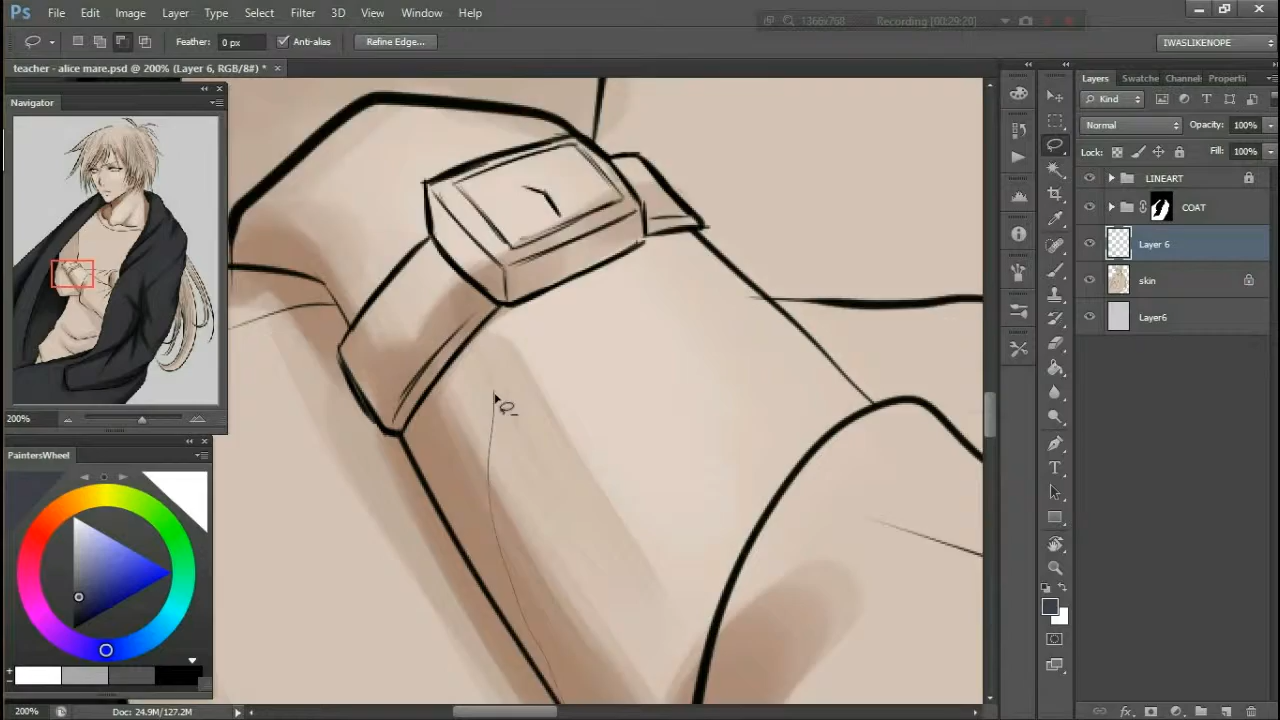 Ps File Edit Image Layer Type Select Filter 3D View Window Help
1366x768 Recording [00:29:20]
Feather: 0 px Anti-alias Refine Edge... IWASLIKENOPE
teacher - alice mare.psd @ 200% (Layer 6, RGB/8#) * ×
Navigator
200%
PaintersWheel
Layers Swatche Channel Properti
Kind
Normal Opacity: 100%
Lock: Fill: 100%
LINEART
COAT
Layer 6
skin
Layer6
200% Doc: 24.9M/127.2M